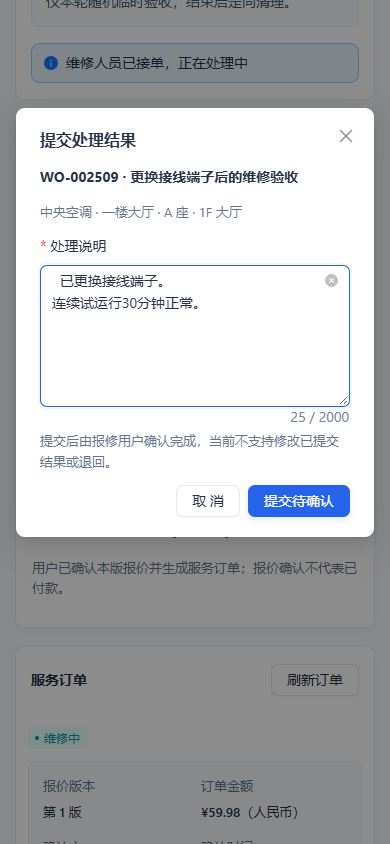 仅本轮随机临时验收，结束后定向清理。
维修人员已接单，正在处理中
提交处理结果
WO-002509 · 更换接线端子后的维修验收
中央空调 · 一楼大厅 · A 座 · 1F 大厅
* 处理说明
已更换接线端子。
连续试运行30分钟正常。
25 / 2000
提交后由报修用户确认完成，当前不支持修改已提交
结果或退回。
取 消
提交待确认
用户已确认本版报价并生成服务订单；报价确认不代表已
付款。
服务订单
刷新订单
维修中
报价版本
订单金额
第 1 版
¥59.98（人民币）